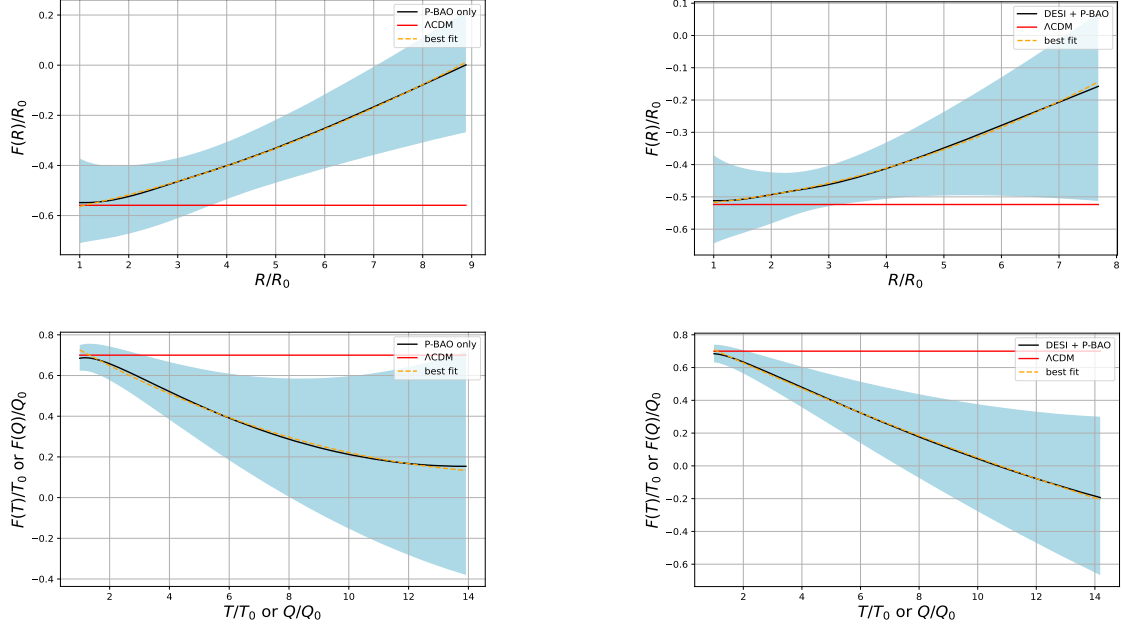 P-BAO only
ΛCDM
best fit
0.0
−0.2
−0.4
−0.6
F(R)/R₀
1 2 3 4 5 6 7 8 9
R/R₀
DESI + P-BAO
ΛCDM
best fit
0.1
0.0
−0.1
−0.2
−0.3
−0.4
−0.5
−0.6
F(R)/R₀
1 2 3 4 5 6 7 8
R/R₀
P-BAO only
ΛCDM
best fit
0.8
0.6
0.4
0.2
0.0
−0.2
−0.4
F(T)/T₀ or F(Q)/Q₀
2 4 6 8 10 12 14
T/T₀ or Q/Q₀
DESI + P-BAO
ΛCDM
best fit
0.8
0.6
0.4
0.2
0.0
−0.2
−0.4
−0.6
F(T)/T₀ or F(Q)/Q₀
2 4 6 8 10 12 14
T/T₀ or Q/Q₀